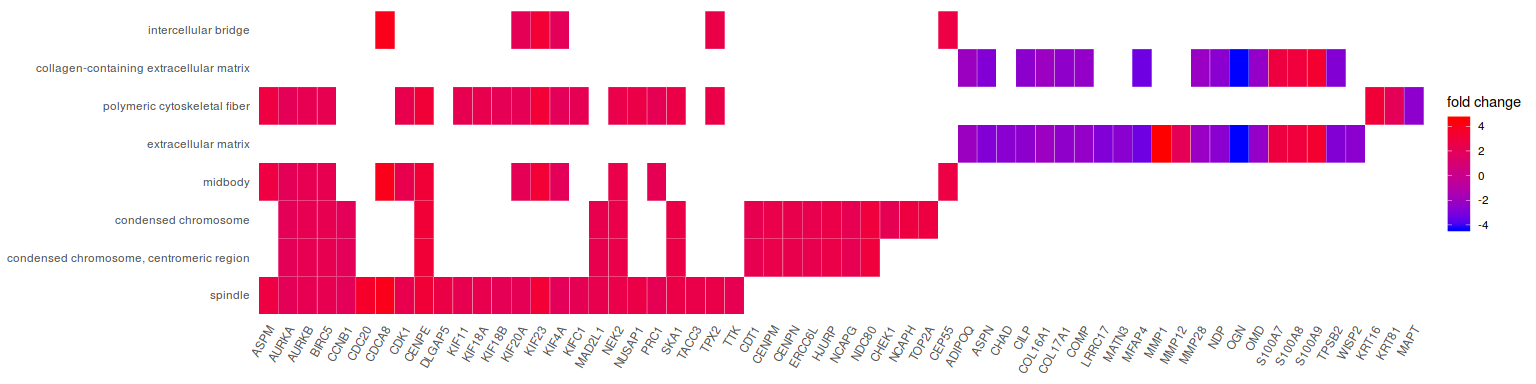 intercellular bridge
collagen-containing extracellular matrix
polymeric cytoskeletal fiber
extracellular matrix
midbody
condensed chromosome
condensed chromosome, centromeric region
spindle
fold change
4
2
0
-2
-4
ASPM
AURKA
AURKB
BIRC5
CCNB1
CDC20
CDCA8
CDK1
CENPE
DLGAP5
KIF11
KIF18A
KIF18B
KIF20A
KIF23
KIF4A
KIFC1
MAD2L1
NEK2
NUSAP1
PRC1
SKA1
TACC3
TPX2
TTK
CDT1
CENPM
CENPN
ERCC6L
HJURP
NCAPG
NDC80
CHEK1
NCAPH
TOP2A
CEP55
ADIPOQ
ASPN
CHAD
CILP
COL16A1
COL17A1
COMP
LRRC17
MATN3
MFAP4
MMP1
MMP12
MMP28
NDP
OGN
OMD
S100A7
S100A8
S100A9
TPSB2
WISP2
KRT16
KRT81
MAPT